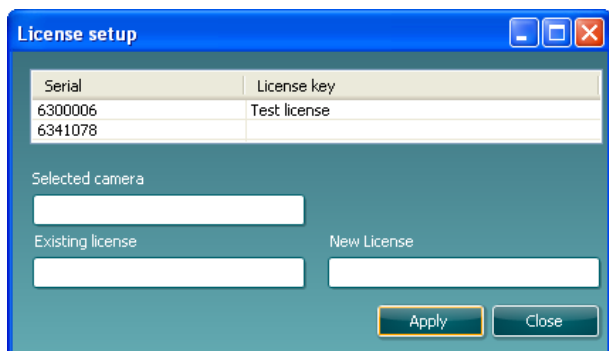 License setup
Serial License key
6300006 Test license
6341078
Selected camera
Existing license New License
Apply Close